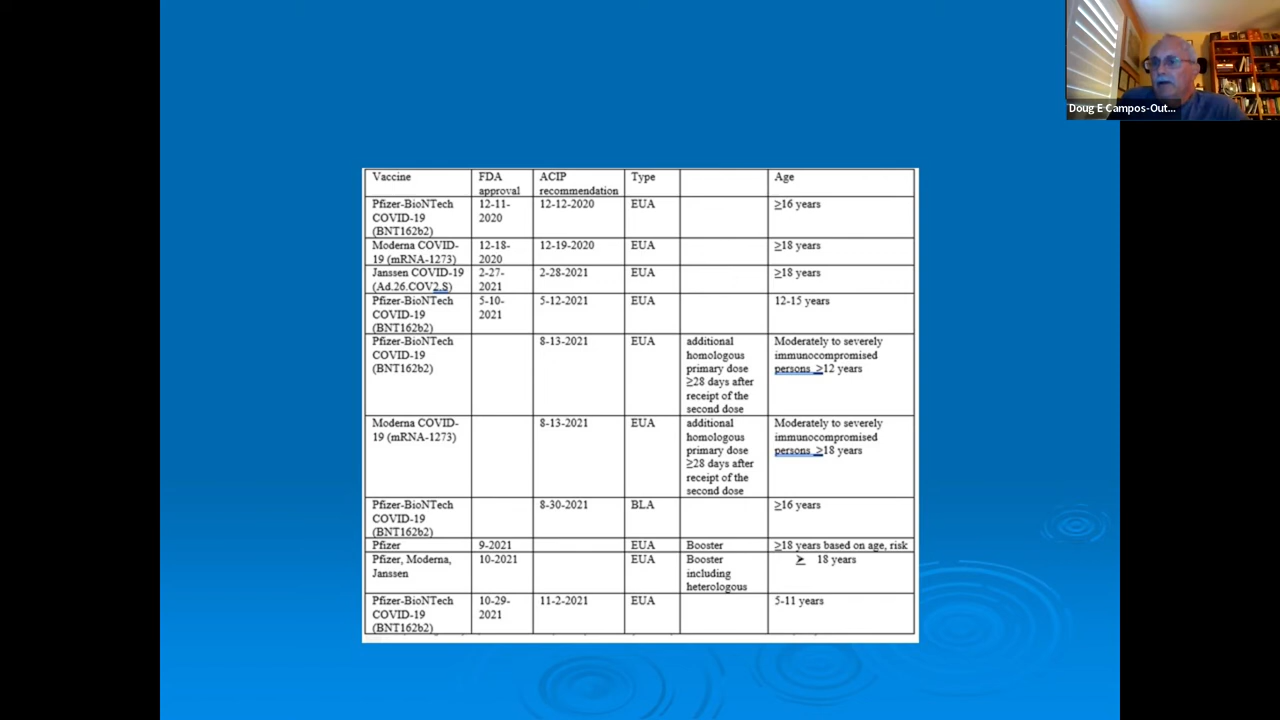 Doug E Campos-Out...
Vaccine FDA approval ACIP recommendation Type Age
Pfizer-BioNTech COVID-19 (BNT162b2) 12-11-2020 12-12-2020 EUA ≥16 years
Moderna COVID-19 (mRNA-1273) 12-18-2020 12-19-2020 EUA ≥18 years
Janssen COVID-19 (Ad.26.COV2.S) 2-27-2021 2-28-2021 EUA ≥18 years
Pfizer-BioNTech COVID-19 (BNT162b2) 5-10-2021 5-12-2021 EUA 12-15 years
Pfizer-BioNTech COVID-19 (BNT162b2) 8-13-2021 EUA additional homologous primary dose ≥28 days after receipt of the second dose Moderately to severely immunocompromised persons ≥12 years
Moderna COVID-19 (mRNA-1273) 8-13-2021 EUA additional homologous primary dose ≥28 days after receipt of the second dose Moderately to severely immunocompromised persons ≥18 years
Pfizer-BioNTech COVID-19 (BNT162b2) 8-30-2021 BLA ≥16 years
Pfizer 9-2021 EUA Booster ≥18 years based on age, risk
Pfizer, Moderna, Janssen 10-2021 EUA Booster including heterologous ≥ 18 years
Pfizer-BioNTech COVID-19 (BNT162b2) 10-29-2021 11-2-2021 EUA 5-11 years